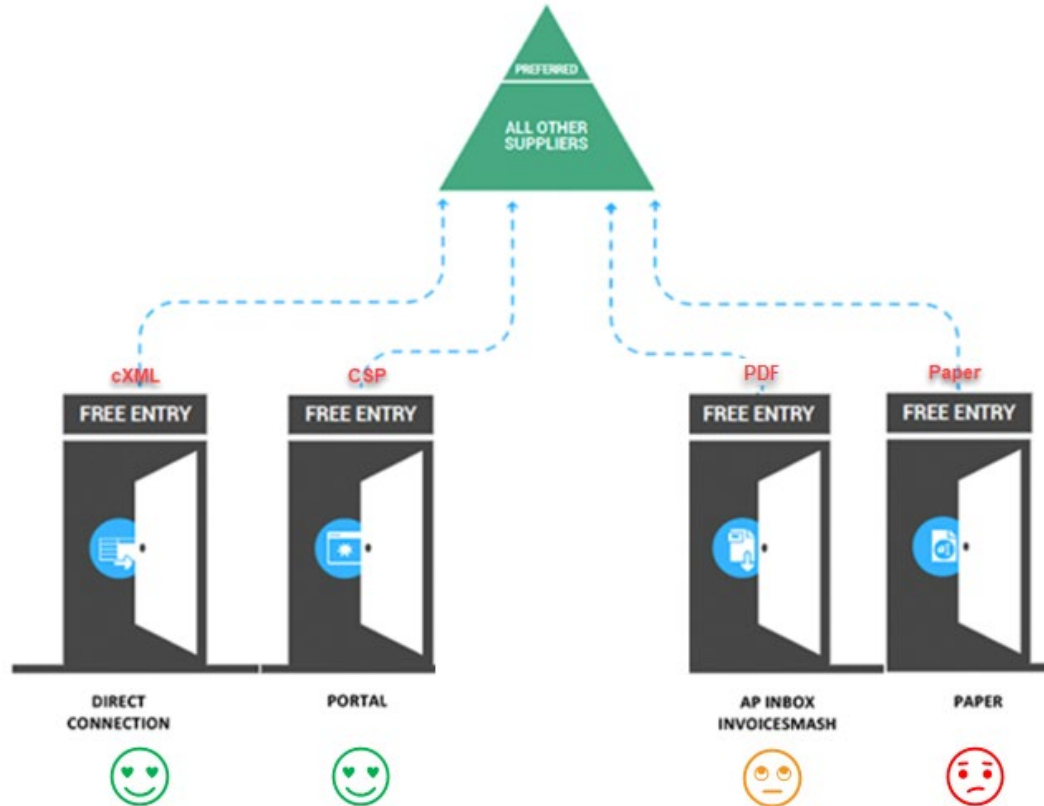 PREFERRED
ALL OTHER
SUPPLIERS
cXML
CSP
PDF
Paper
FREE ENTRY
FREE ENTRY
FREE ENTRY
FREE ENTRY
DIRECT
CONNECTION
PORTAL
AP INBOX
INVOICESMASH
PAPER